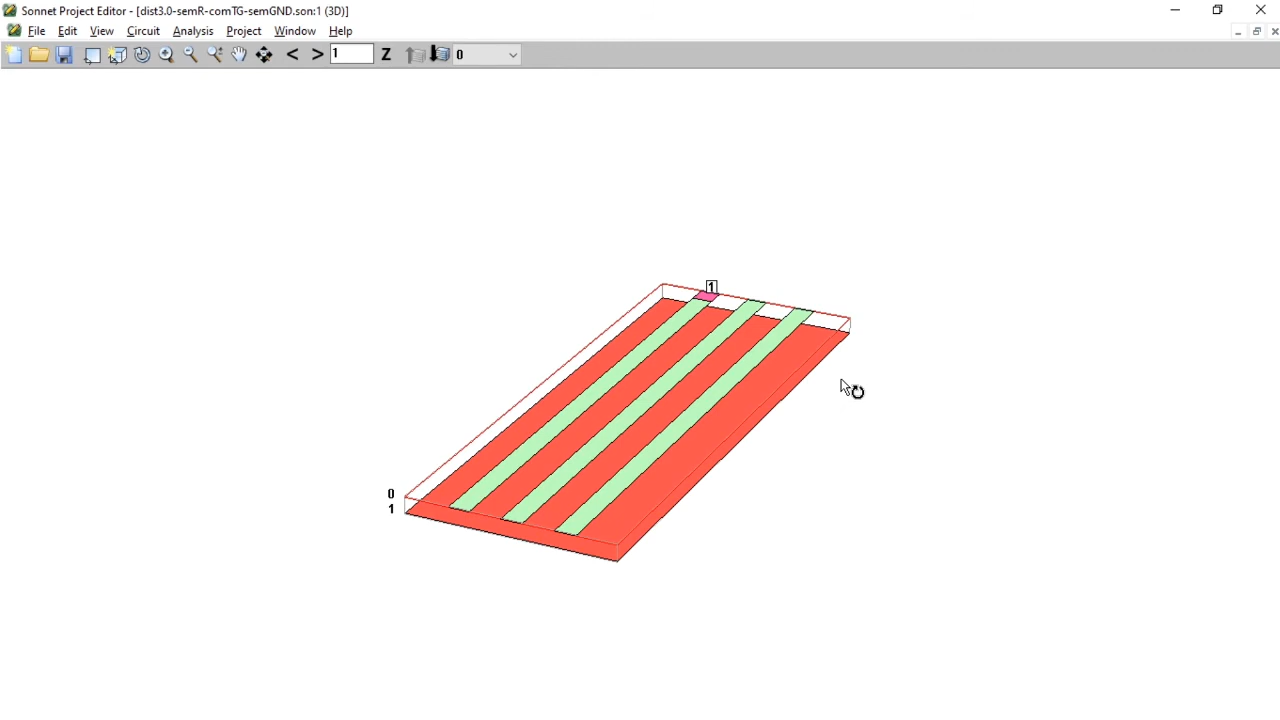 Sonnet Project Editor - [dist3.0-semR-comTG-semGND.son:1 (3D)]
File Edit View Circuit Analysis Project Window Help
< > 1 Z 0
1
0
1